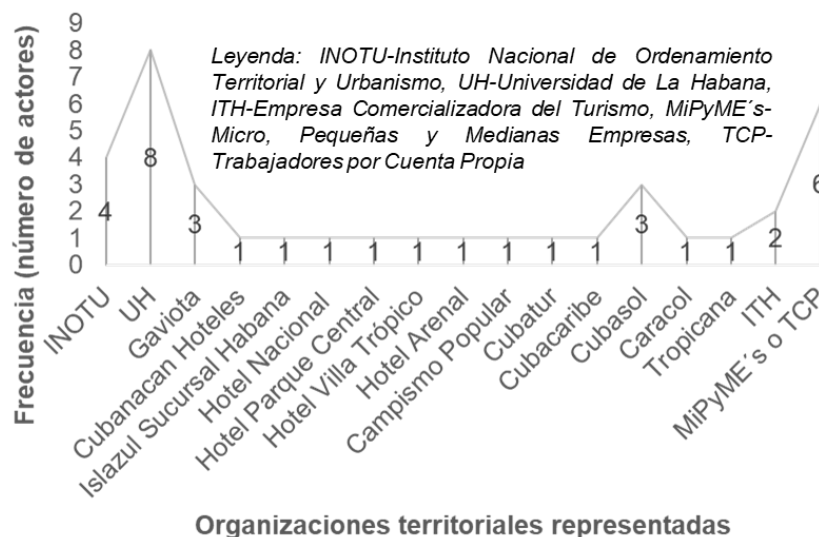 Frecuencia (número de actores)
9
8
7
6
5
4
3
2
1
0
Leyenda: INOTU-Instituto Nacional de Ordenamiento
Territorial y Urbanismo, UH-Universidad de La Habana,
ITH-Empresa Comercializadora del Turismo, MiPyME´s-
Micro, Pequeñas y Medianas Empresas, TCP-
Trabajadores por Cuenta Propia
4
8
3
1
1
1
1
1
1
1
1
1
3
1
1
2
6
INOTU
UH
Gaviota
Cubanacan Hoteles
Islazul Sucursal Habana
Hotel Nacional
Hotel Parque Central
Hotel Villa Trópico
Hotel Arenal
Campismo Popular
Cubatur
Cubacaribe
Cubasol
Caracol
Tropicana
ITH
MiPyME´s o TCP
Organizaciones territoriales representadas